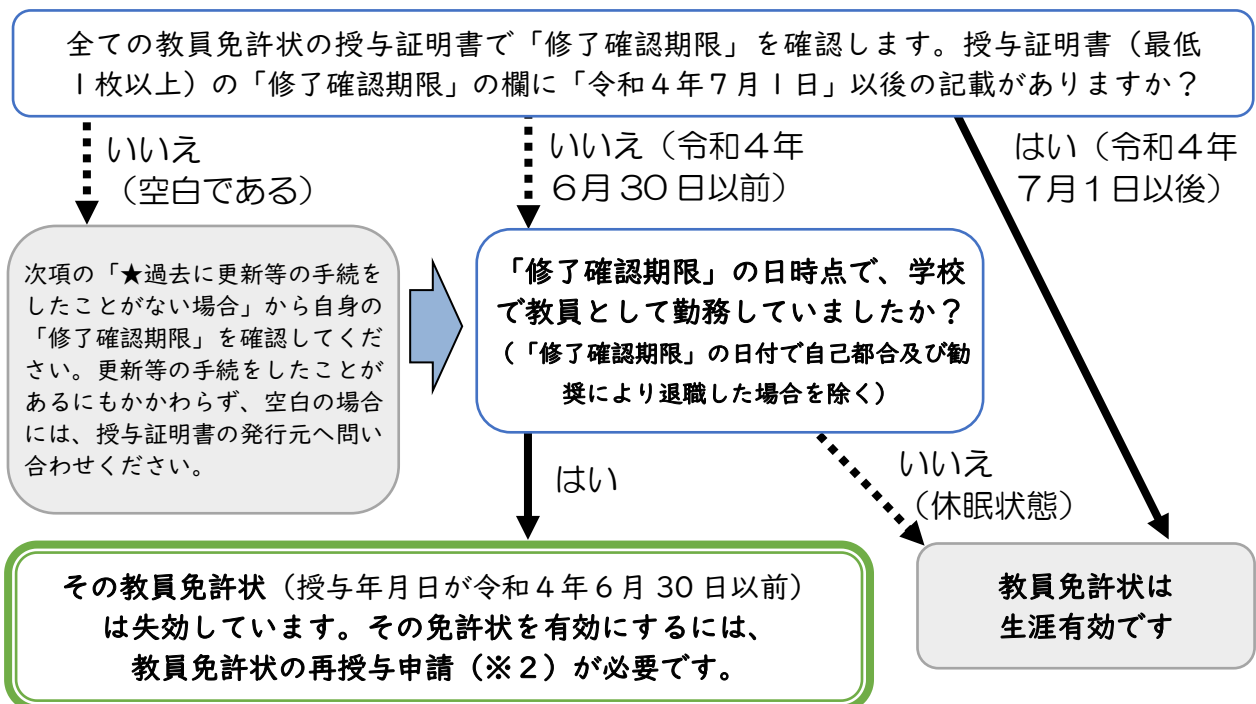 全ての教員免許状の授与証明書で「修了確認期限」を確認します。授与証明書（最低
１枚以上）の「修了確認期限」の欄に「令和４年７月１日」以後の記載がありますか？
いいえ
（空白である）
いいえ（令和４年
６月 30 日以前）
はい（令和４年
７月１日以後）
次項の「★過去に更新等の手続を
したことがない場合」から自身の
「修了確認期限」を確認してくだ
さい。更新等の手続をしたことが
あるにもかかわらず、空白の場合
には、授与証明書の発行元へ問い
合わせください。
「修了確認期限」の日時点で、学校
で教員として勤務していましたか？
（「修了確認期限」の日付で自己都合及び勧
奨により退職した場合を除く）
はい
いいえ
（休眠状態）
その教員免許状（授与年月日が令和４年６月 30 日以前）
は失効しています。その免許状を有効にするには、
教員免許状の再授与申請（※２）が必要です。
教員免許状は
生涯有効です